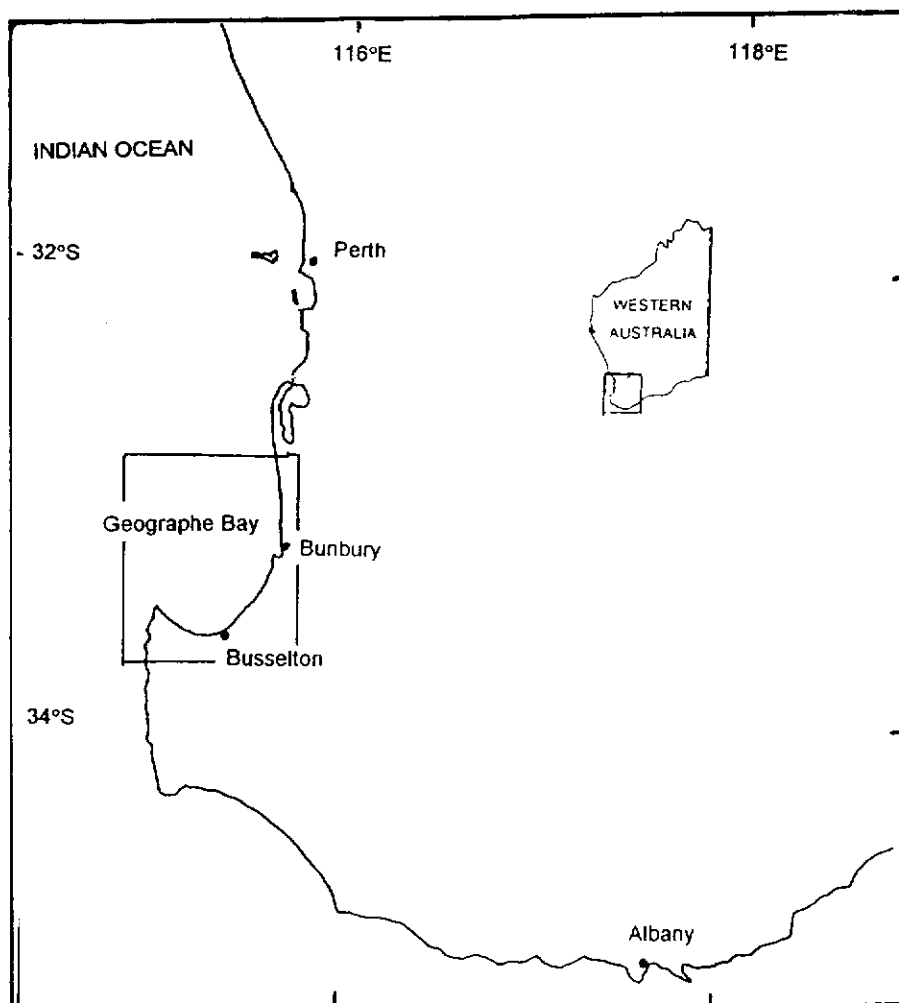 116°E
118°E
INDIAN OCEAN
32°S
Perth
WESTERN
AUSTRALIA
Geographe Bay
Bunbury
Busselton
34°S
Albany